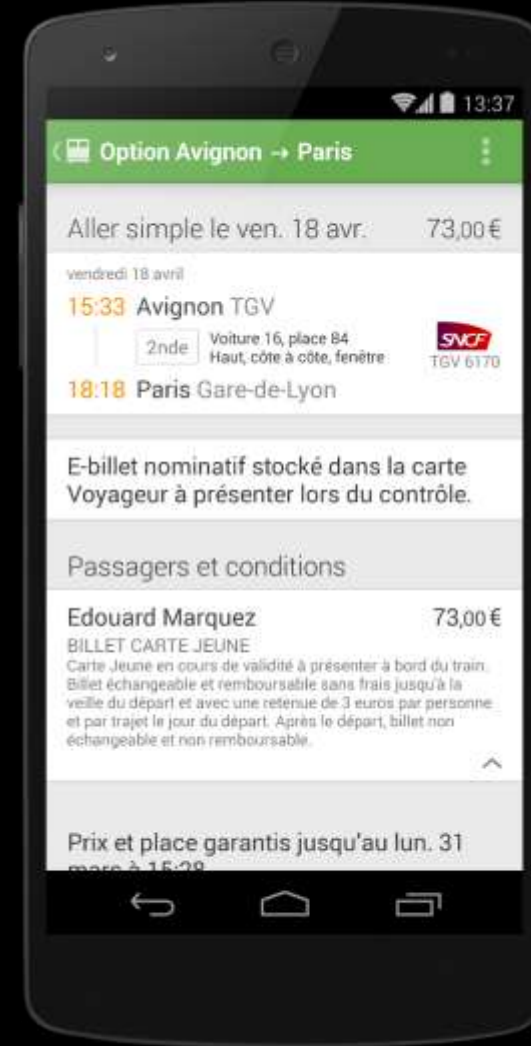 13:37
Option Avignon → Paris
Aller simple le ven. 18 avr. 73,00 €
vendredi 18 avril
15:33 Avignon TGV
2nde Voiture 16, place 84
Haut, côte à côte, fenêtre
SNCF
TGV 6170
18:18 Paris Gare-de-Lyon
E-billet nominatif stocké dans la carte
Voyageur à présenter lors du contrôle.
Passagers et conditions
Edouard Marquez 73,00 €
BILLET CARTE JEUNE
Carte Jeune en cours de validité à présenter à bord du train.
Billet échangeable et remboursable sans frais jusqu'à la
veille du départ et avec une retenue de 3 euros par personne
et par trajet le jour du départ. Après le départ, billet non
échangeable et non remboursable.
Prix et place garantis jusqu'au lun. 31
mars à 15:28